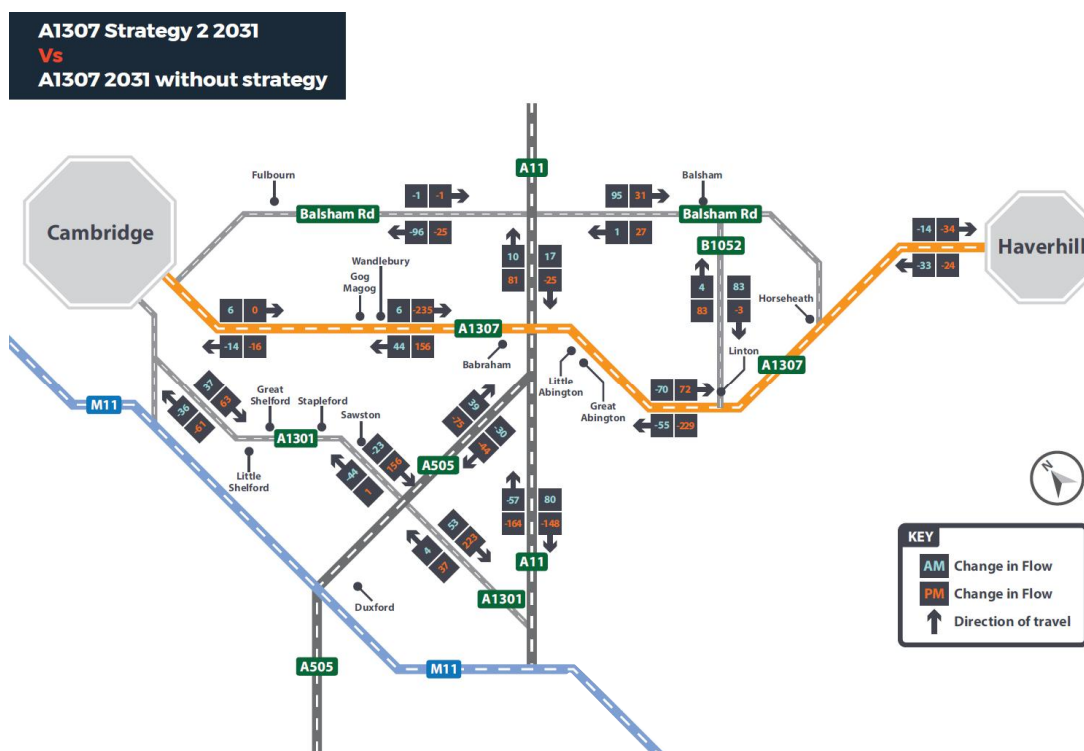 A1307 Strategy 2 2031
Vs
A1307 2031 without strategy
Cambridge
Haverhill
Fulbourn
-1 -1
Balsham Rd
-96 -25
A11
95 31
Balsham
Balsham Rd
1 27
B1052
-14 -34
-33 -24
Wandlebury
Gog
Magog
10
81
17
-25
4
83
83
-3
Horseheath
6 0
-14 -16
6 -235
A1307
44 156
Babraham
Little
Abington
Great
Abington
Linton
A1307
-70 72
-55 -229
M11
37
63
-36
-61
Great
Shelford
Stapleford
Sawston
A1301
Little
Shelford
-23
156
-44
1
39
-75
-30
-44
A505
-57
-164
80
-148
53
223
4
37
A11
A1301
Duxford
A505
M11
N
KEY
AM Change in Flow
PM Change in Flow
Direction of travel